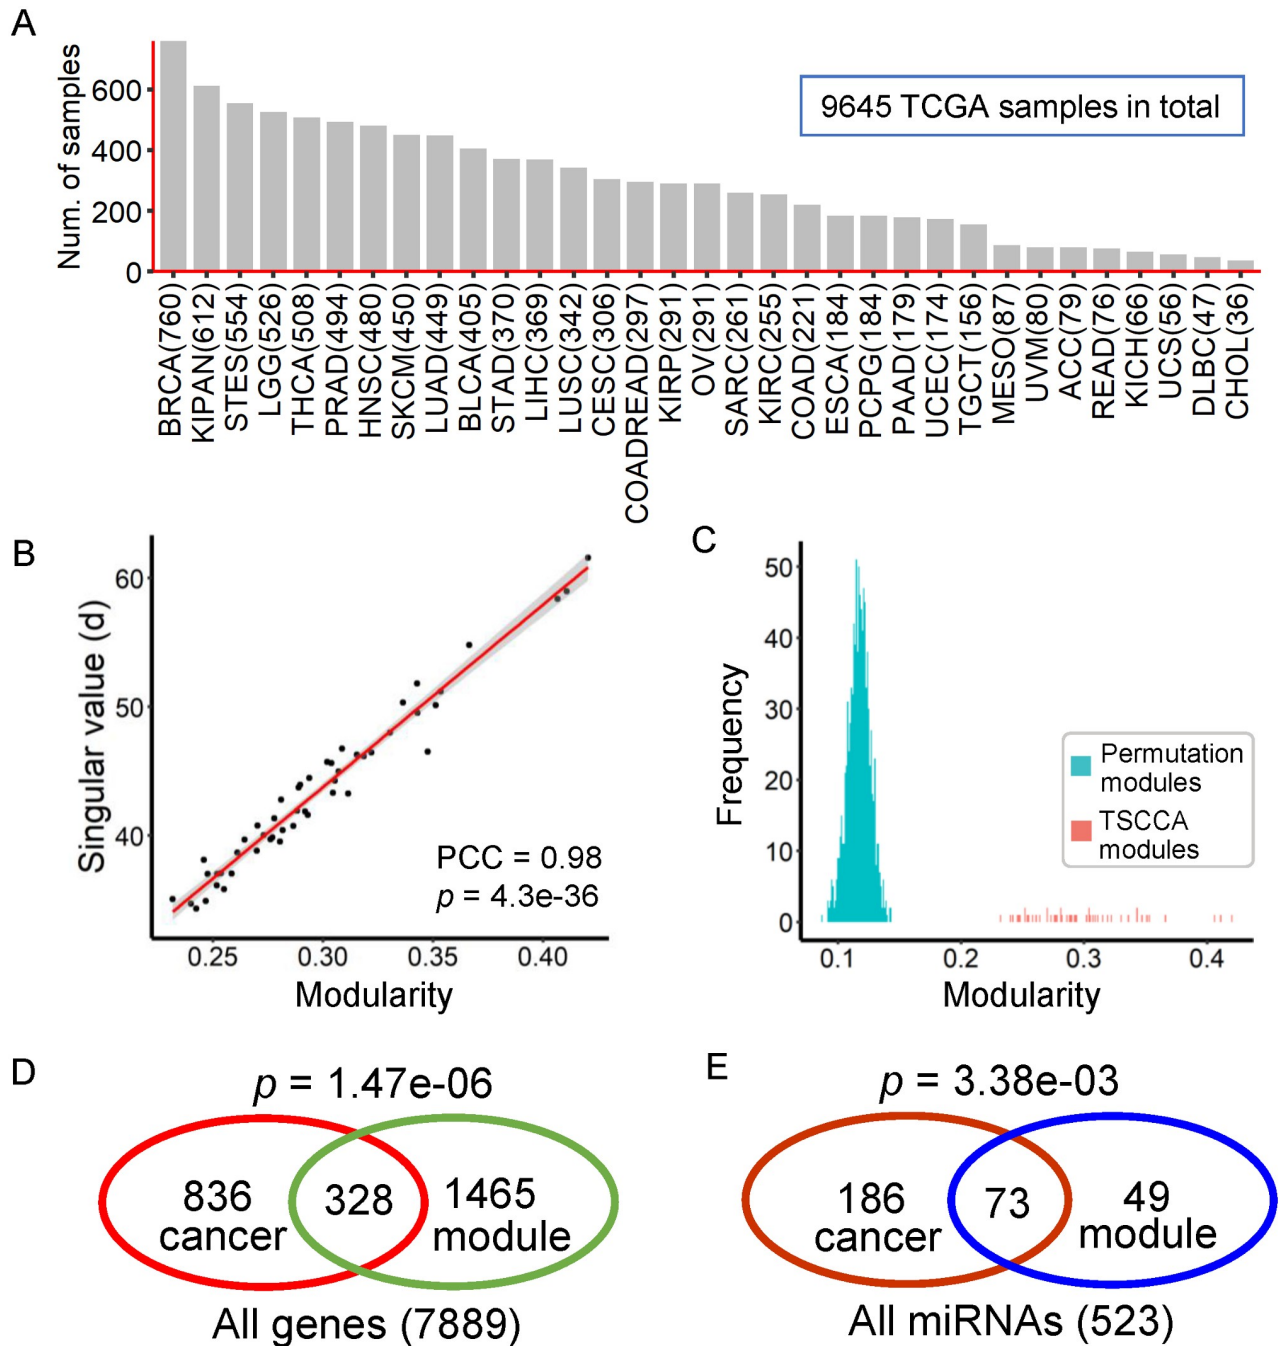 A
Num. of samples
600
400
200
0
9645 TCGA samples in total
BRCA(760)
KIPAN(612)
STES(554)
LGG(526)
THCA(508)
PRAD(494)
HNSC(480)
SKCM(450)
LUAD(449)
BLCA(405)
STAD(370)
LIHC(369)
LUSC(342)
CESC(306)
COADREAD(297)
KIRP(291)
OV(291)
SARC(261)
KIRC(255)
COAD(221)
ESCA(184)
PCPG(184)
PAAD(179)
UCEC(174)
TGCT(156)
MESO(87)
UVM(80)
ACC(79)
READ(76)
KICH(66)
UCS(56)
DLBC(47)
CHOL(36)
B
Singular value (d)
60
50
40
PCC = 0.98
p = 4.3e-36
0.25 0.30 0.35 0.40
Modularity
C
Frequency
50
40
30
20
10
0
Permutation
modules
TSCCA
modules
0.1 0.2 0.3 0.4
Modularity
D
p = 1.47e-06
836
cancer
328
1465
module
All genes (7889)
E
p = 3.38e-03
186
cancer
73
49
module
All miRNAs (523)